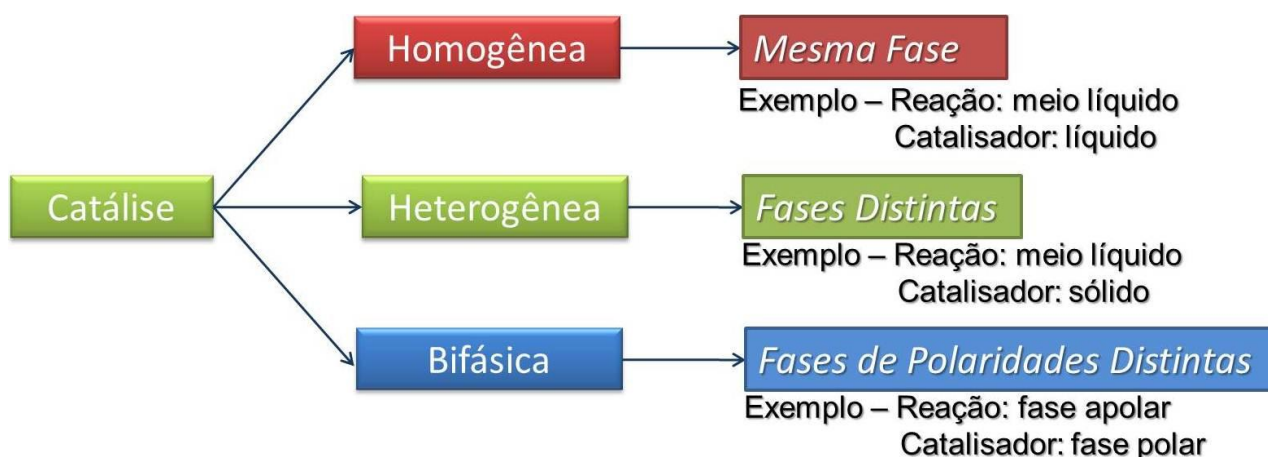 Homogênea
Mesma Fase
Exemplo – Reação: meio líquido
Catalisador: líquido
Catálise
Heterogênea
Fases Distintas
Exemplo – Reação: meio líquido
Catalisador: sólido
Bifásica
Fases de Polaridades Distintas
Exemplo – Reação: fase apolar
Catalisador: fase polar